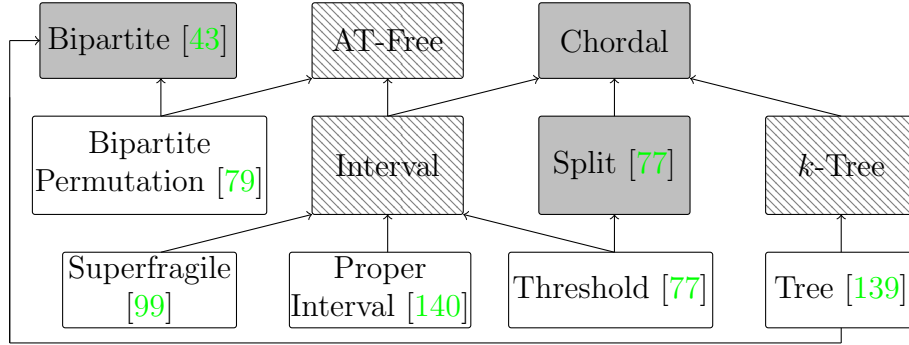 Bipartite [43]
AT-Free
Chordal
Bipartite
Permutation [79]
Interval
Split [77]
k-Tree
Superfragile
[99]
Proper
Interval [140]
Threshold [77]
Tree [139]